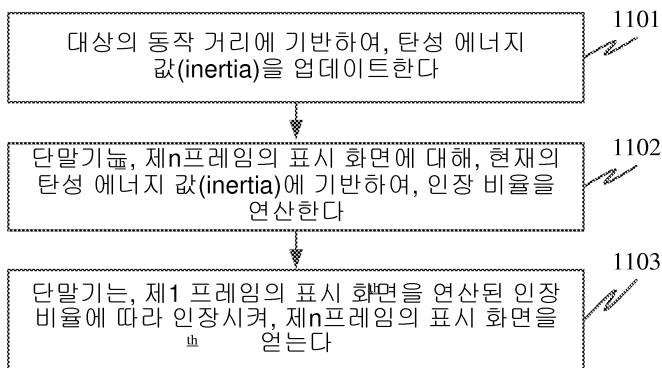 1101
대상의 동작 거리에 기반하여, 탄성 에너지
값(inertia)을 업데이트한다
1102
단말기는, 제n프레임의 표시 화면에 대해, 현재의
th
탄성 에너지 값(inertia)에 기반하여, 인장 비율을
연산한다
1103
단말기는, 제1 프레임의 표시 화면을 연산된 인장
th
비율에 따라 인장시켜, 제n프레임의 표시 화면을
th
얻는다